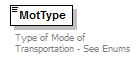 MotType
Type of Mode of
Transportation - See Enums